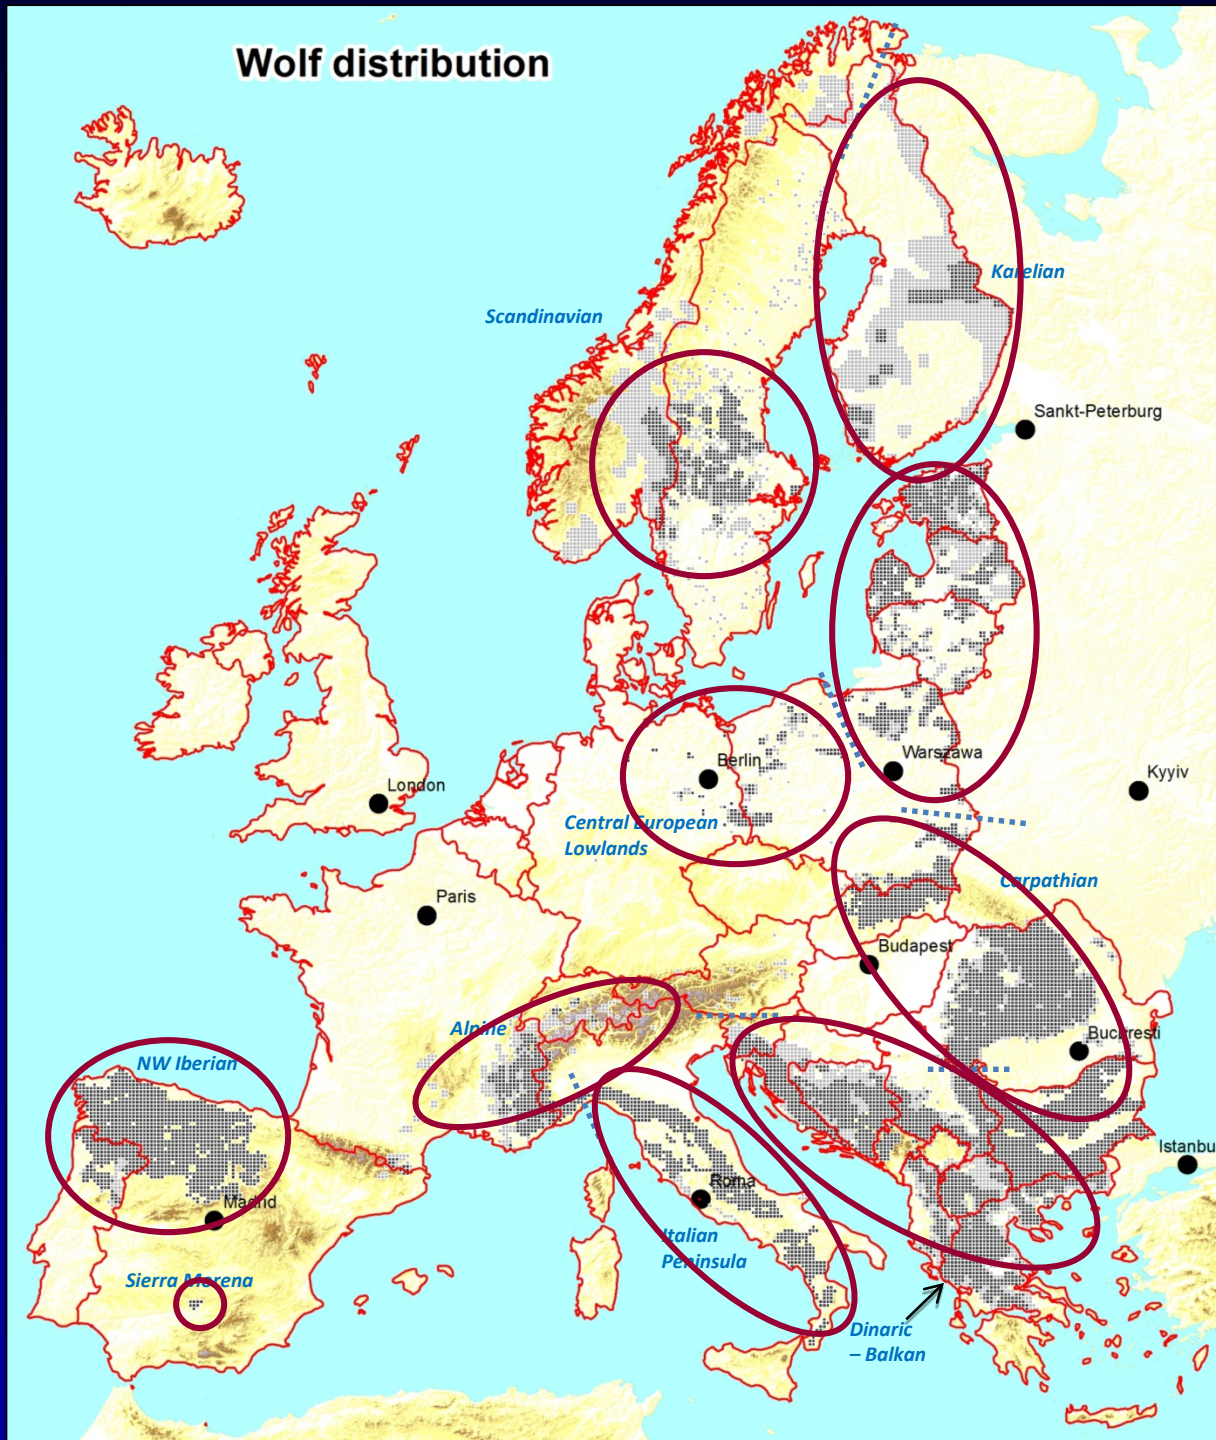 Wolf distribution
Karelian
Scandinavian
Sankt-Peterburg
Warszawa
Berlin
Kyyiv
London
Central European
Lowlands
Carpathian
Paris
Budapest
Alpine
Bucuresti
NW Iberian
Istanbu
Roma
Madrid
Italian
Peninsula
Sierra Morena
Dinaric
– Balkan